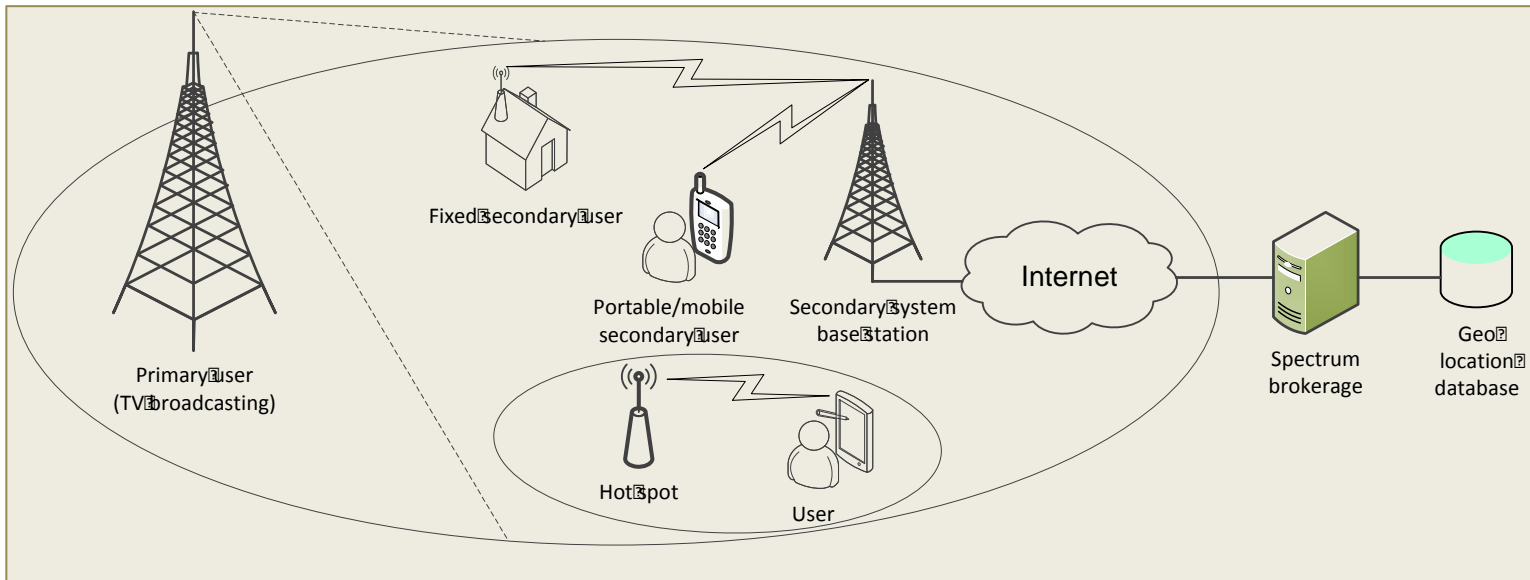 Fixed secondary user
Portable/mobile
secondary user
Secondary system
base station
Internet
Spectrum
brokerage
Geo
location
database
Primary user
(TV broadcasting)
Hot spot
User